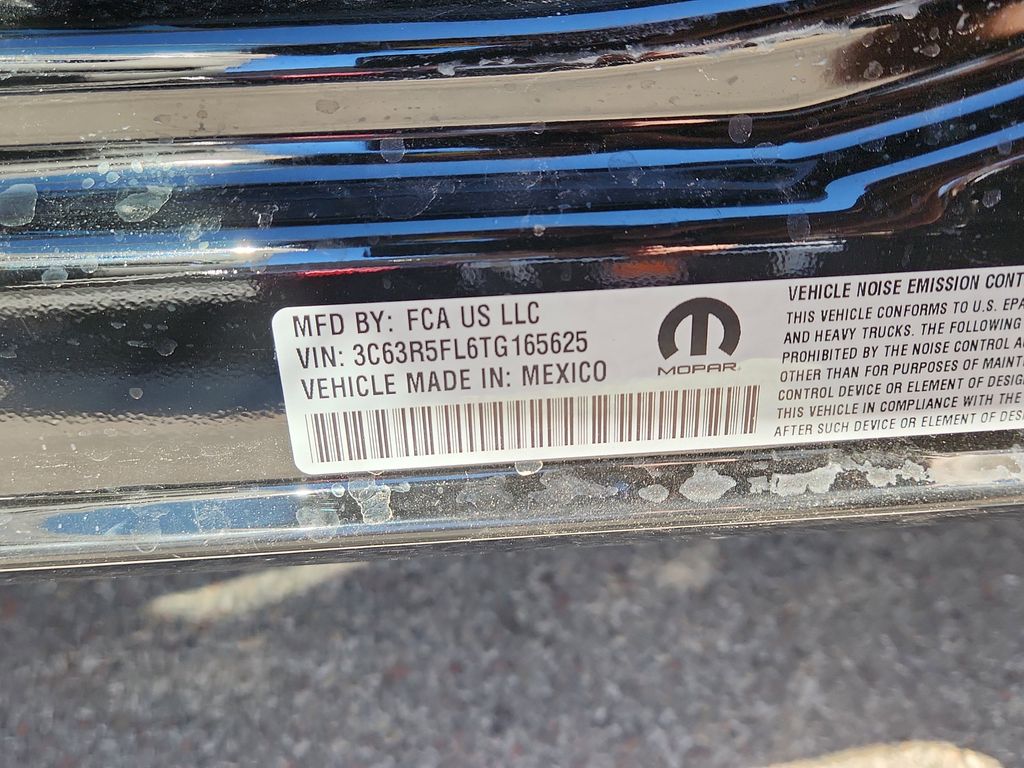 MFD BY: FCA US LLC
VIN: 3C63R5FL6TG165625
VEHICLE MADE IN: MEXICO
MOPAR
VEHICLE NOISE EMISSION CONT
THIS VEHICLE CONFORMS TO U.S. EPA
AND HEAVY TRUCKS. THE FOLLOWING
PROHIBITED BY THE NOISE CONTROL A
OTHER THAN FOR PURPOSES OF MAINT
CONTROL DEVICE OR ELEMENT OF DESIG
THIS VEHICLE IN COMPLIANCE WITH THE
AFTER SUCH DEVICE OR ELEMENT OF DES